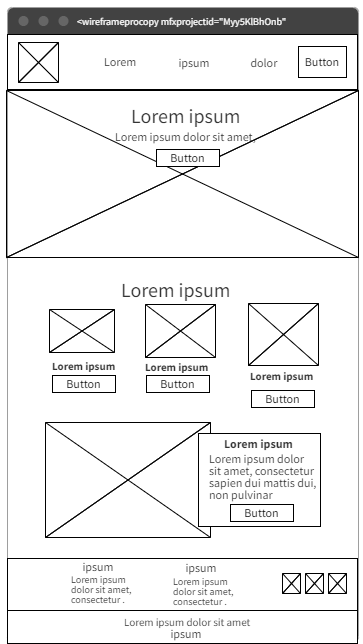 <wireframeprocopy mfxprojectid="Myy5KlBhOnb"
Lorem ipsum dolor Button
Lorem ipsum
Lorem ipsum dolor sit amet,
Button
Lorem ipsum
Lorem ipsum
Button
Lorem ipsum
Button
Lorem ipsum
Button
Lorem ipsum
Lorem ipsum dolor
sit amet, consectetur
sapien dui mattis dui,
non pulvinar
Button
ipsum
Lorem ipsum
dolor sit amet,
consectetur .
ipsum
Lorem ipsum
dolor sit amet,
consectetur .
Lorem ipsum dolor sit amet
ipsum